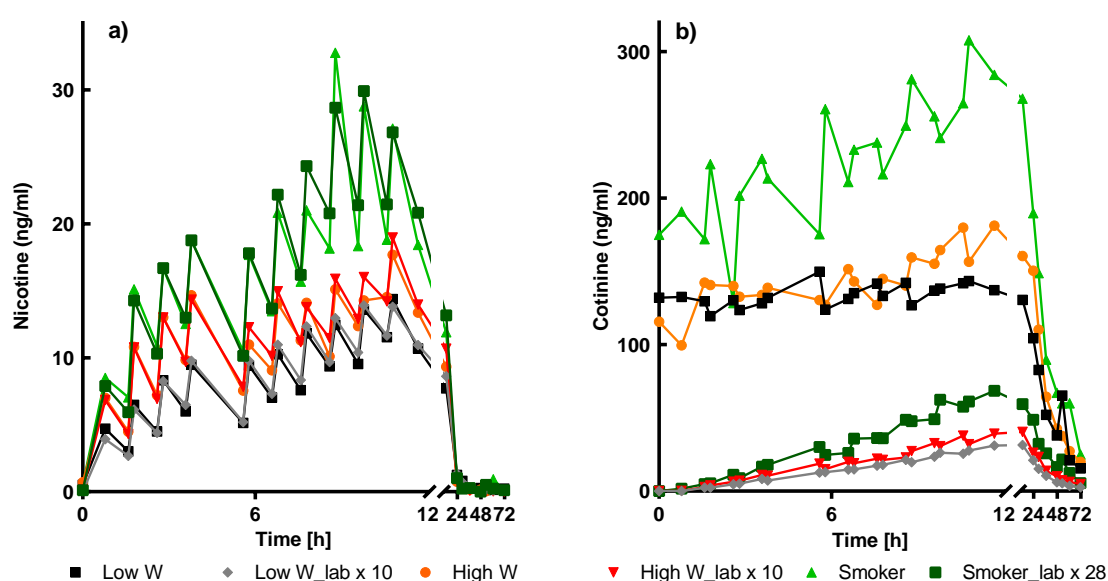 a)
Nicotine (ng/ml)
30
20
10
0
0 6 12 24 48 72
Time [h]
b)
Cotinine (ng/ml)
300
200
100
0
0 6 12 24 48 72
Time [h]
Low W Low W_lab x 10 High W High W_lab x 10 Smoker Smoker_lab x 28